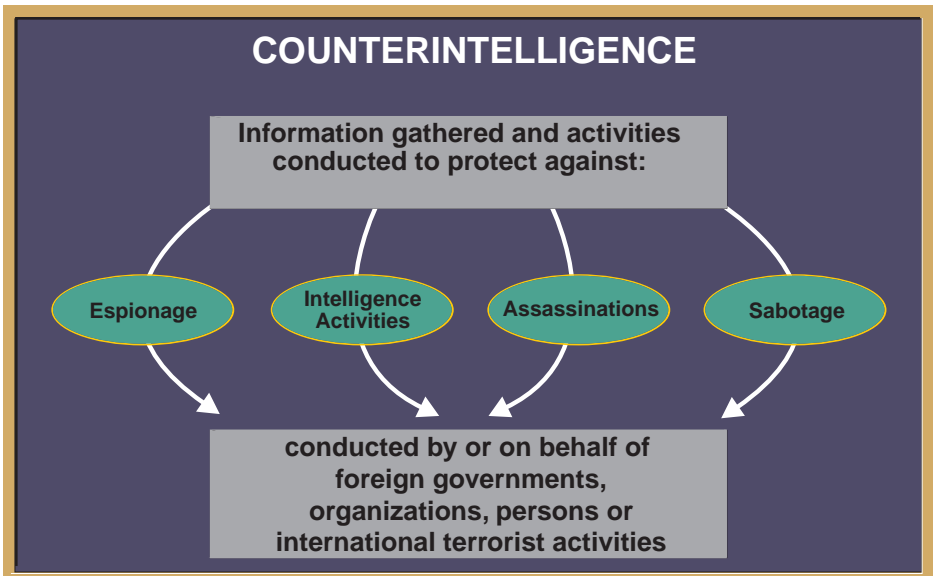 COUNTERINTELLIGENCE
Information gathered and activities
conducted to protect against:
Espionage
Intelligence
Activities
Assassinations
Sabotage
conducted by or on behalf of
foreign governments,
organizations, persons or
international terrorist activities